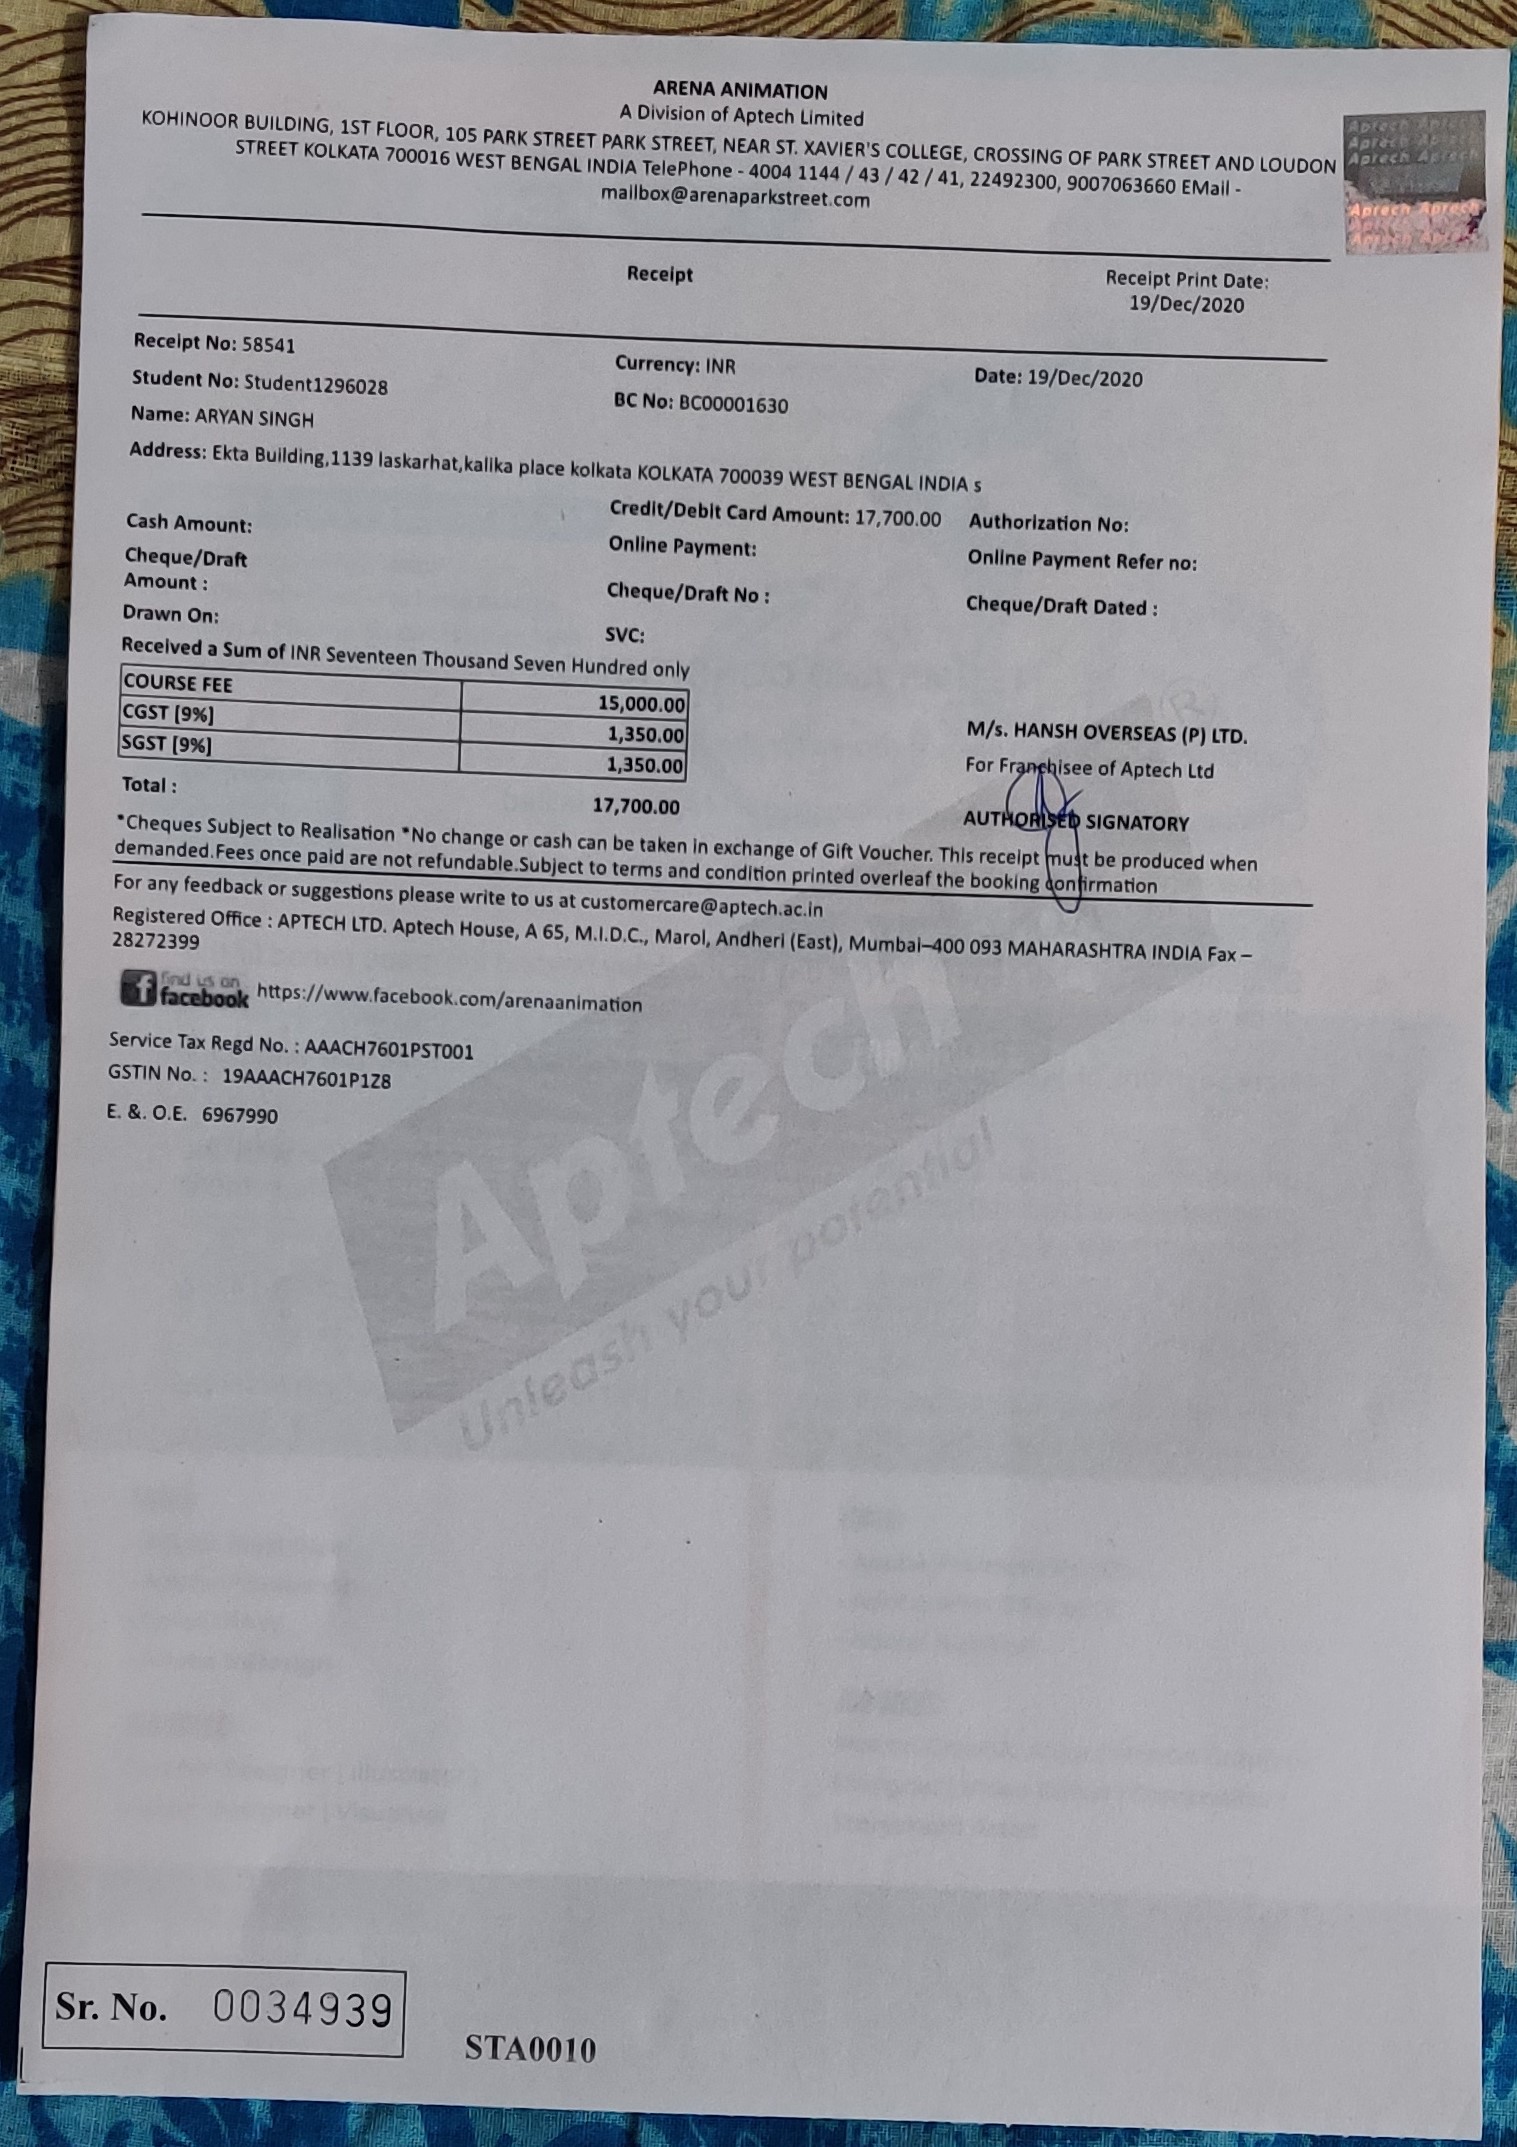 ARENA ANIMATION
A Division of Aptech Limited
KOHINOOR BUILDING, 1ST FLOOR, 105 PARK STREET PARK STREET, NEAR ST. XAVIER'S COLLEGE, CROSSING OF PARK STREET AND LOUDON
STREET KOLKATA 700016 WEST BENGAL INDIA TelePhone - 4004 1144 / 43 / 42 / 41, 22492300, 9007063660 EMail -
mailbox@arenaparkstreet.com
Aptech Aptech
Aptech Aptech
Aptech Aptech
Aptech Aptech
Receipt
Receipt Print Date:
19/Dec/2020
Receipt No: 58541 Currency: INR Date: 19/Dec/2020
Student No: Student1296028 BC No: BC00001630
Name: ARYAN SINGH
Address: Ekta Building,1139 laskarhat,kalika place kolkata KOLKATA 700039 WEST BENGAL INDIA s
Cash Amount: Credit/Debit Card Amount: 17,700.00 Authorization No:
Cheque/Draft Online Payment: Online Payment Refer no:
Amount : Cheque/Draft No : Cheque/Draft Dated :
Drawn On: SVC:
Received a Sum of INR Seventeen Thousand Seven Hundred only
COURSE FEE 15,000.00
CGST [9%] 1,350.00
SGST [9%] 1,350.00
Total : 17,700.00
M/s. HANSH OVERSEAS (P) LTD.
For Franchisee of Aptech Ltd
AUTHORISED SIGNATORY
*Cheques Subject to Realisation *No change or cash can be taken in exchange of Gift Voucher. This receipt must be produced when
demanded.Fees once paid are not refundable.Subject to terms and condition printed overleaf the booking confirmation
For any feedback or suggestions please write to us at customercare@aptech.ac.in
Registered Office : APTECH LTD. Aptech House, A 65, M.I.D.C., Marol, Andheri (East), Mumbai–400 093 MAHARASHTRA INDIA Fax –
28272399
find us on
facebook https://www.facebook.com/arenaanimation
Service Tax Regd No. : AAACH7601PST001
GSTIN No. : 19AAACH7601P1Z8
E. &. O.E. 6967990
Aptech ®
Unleash your potential
Sr. No. 0034939
STA0010